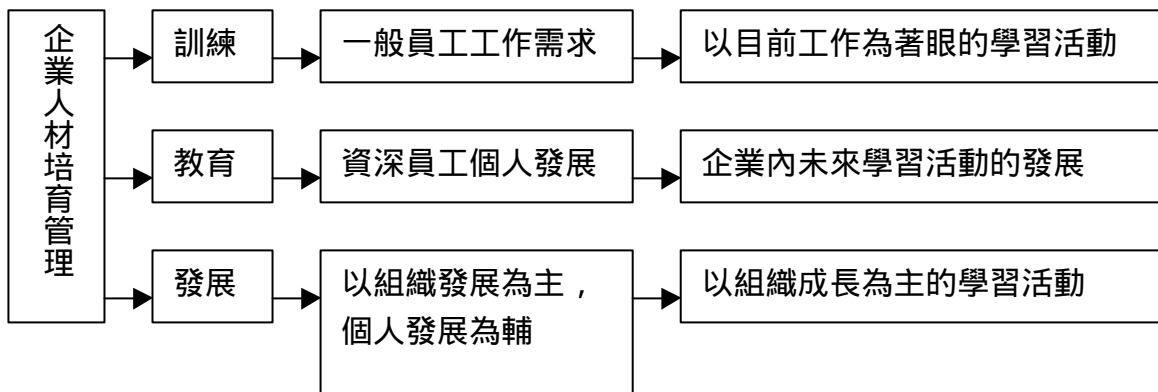 企業人材培育管理
訓練
一般員工工作需求
以目前工作為著眼的學習活動
教育
資深員工個人發展
企業內未來學習活動的發展
發展
以組織發展為主，
個人發展為輔
以組織成長為主的學習活動